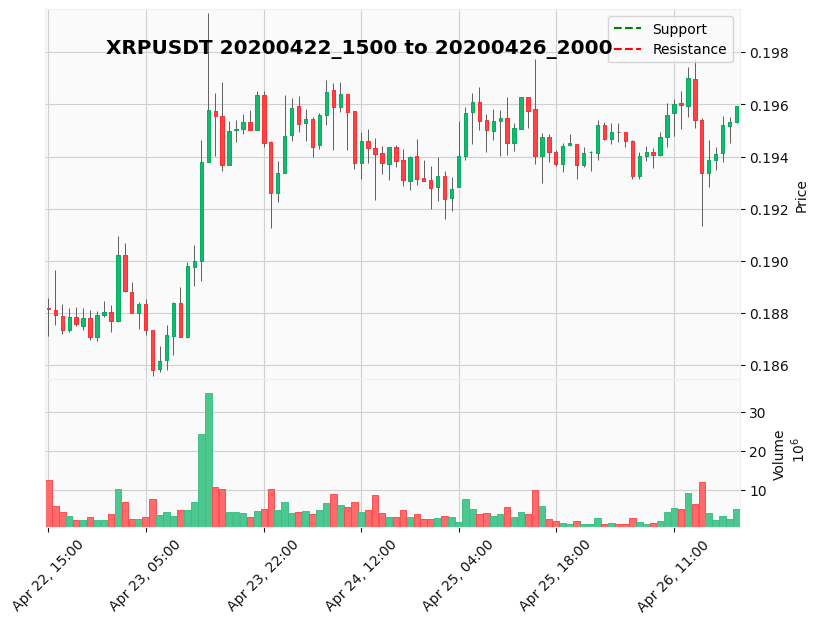 XRPUSDT 20200422_1500 to 20200426_2000
Support
Resistance
0.198
0.196
0.194
0.192
0.190
0.188
0.186
Price
30
20
10
Volume
10^6
Apr 22, 15:00
Apr 23, 05:00
Apr 23, 22:00
Apr 24, 12:00
Apr 25, 04:00
Apr 25, 18:00
Apr 26, 11:00